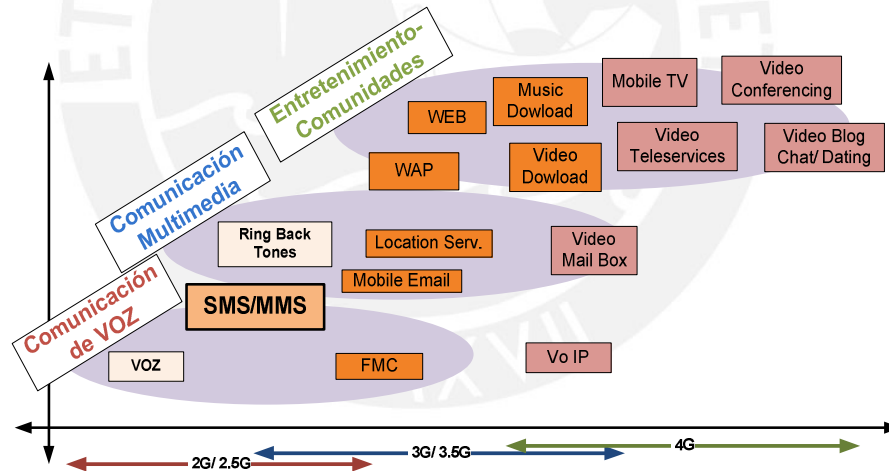 Entretenimiento-
Comunidades
Comunicación
Multimedia
Comunicación
de VOZ
Mobile TV
Video
Conferencing
Music
Dowload
WEB
Video
Teleservices
Video Blog
Chat/ Dating
WAP
Video
Dowload
Ring Back
Tones
Location Serv.
Video
Mail Box
Mobile Email
SMS/MMS
VOZ
FMC
Vo IP
2G/ 2.5G
3G/ 3.5G
4G
ET
E
XVII